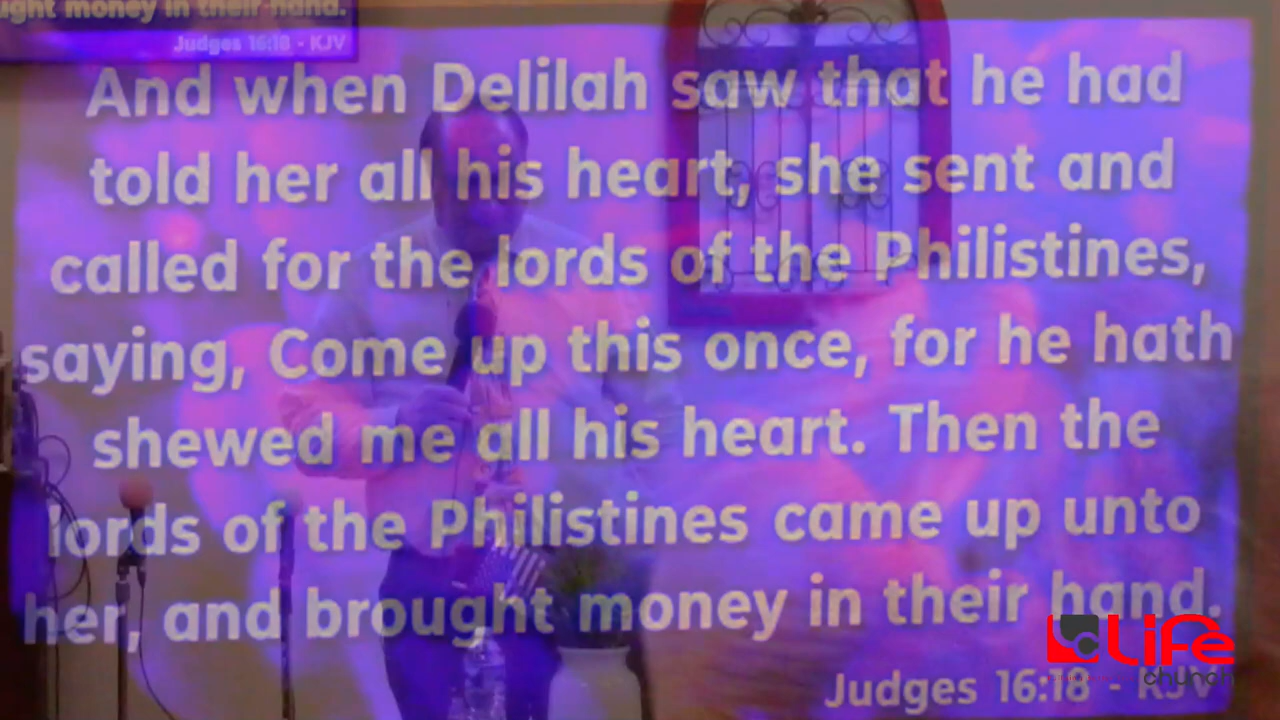 ught money in their hand.
Judges 16:18 - KJV
And when Delilah saw that he had
told her all his heart, she sent and
called for the lords of the Philistines,
saying, Come up this once, for he hath
shewed me all his heart. Then the
lords of the Philistines came up unto
her, and brought money in their hand.
Judges 16:18 - KJV
Life
church